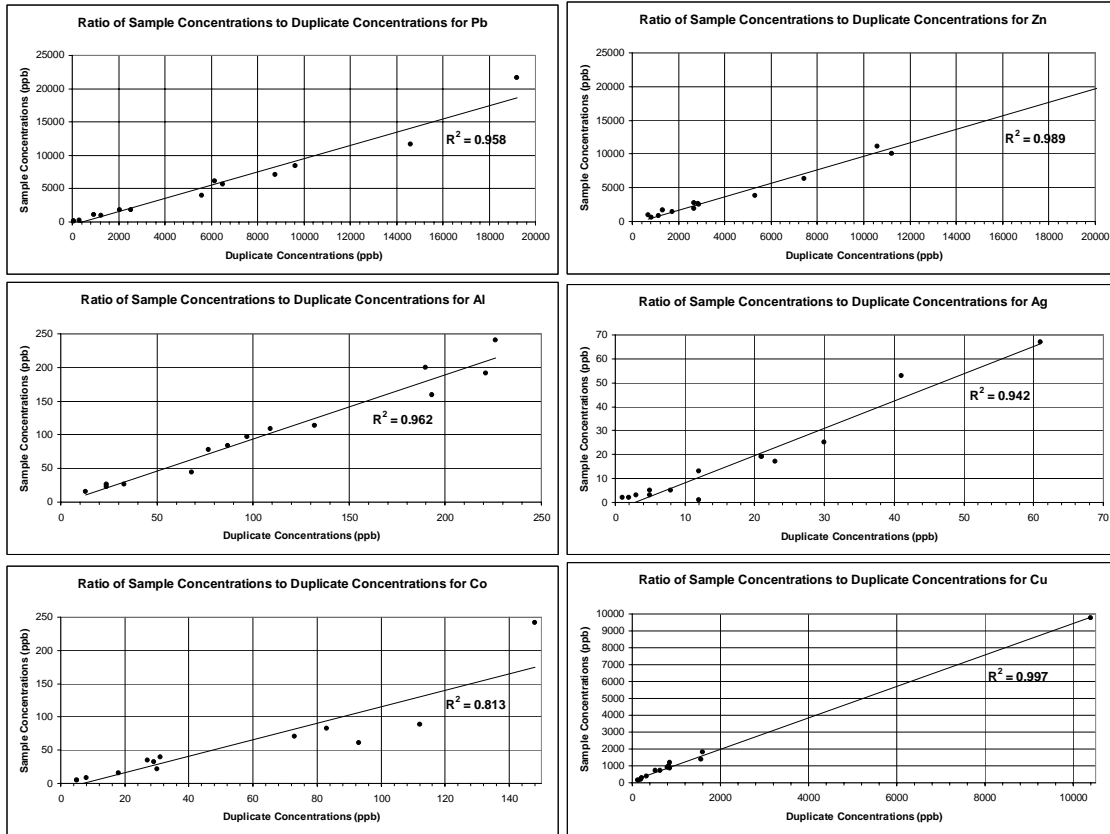 Ratio of Sample Concentrations to Duplicate Concentrations for Pb
Sample Concentrations (ppb)
25000
20000
15000
10000
5000
0
R² = 0.958
0 2000 4000 6000 8000 10000 12000 14000 16000 18000 20000
Duplicate Concentrations (ppb)
Ratio of Sample Concentrations to Duplicate Concentrations for Zn
Sample Concentrations (ppb)
25000
20000
15000
10000
5000
0
R² = 0.989
0 2000 4000 6000 8000 10000 12000 14000 16000 18000 20000
Duplicate Concentrations (ppb)
Ratio of Sample Concentrations to Duplicate Concentrations for Al
Sample Concentrations (ppb)
250
200
150
100
50
0
R² = 0.962
0 50 100 150 200 250
Duplicate Concentrations (ppb)
Ratio of Sample Concentrations to Duplicate Concentrations for Ag
Sample Concentrations (ppb)
70
60
50
40
30
20
10
0
R² = 0.942
0 10 20 30 40 50 60 70
Duplicate Concentrations (ppb)
Ratio of Sample Concentrations to Duplicate Concentrations for Co
Sample Concentrations (ppb)
250
200
150
100
50
0
R² = 0.813
0 20 40 60 80 100 120 140
Duplicate Concentrations (ppb)
Ratio of Sample Concentrations to Duplicate Concentrations for Cu
Sample Concentrations (ppb)
10000
9000
8000
7000
6000
5000
4000
3000
2000
1000
0
R² = 0.997
0 2000 4000 6000 8000 10000
Duplicate Concentrations (ppb)